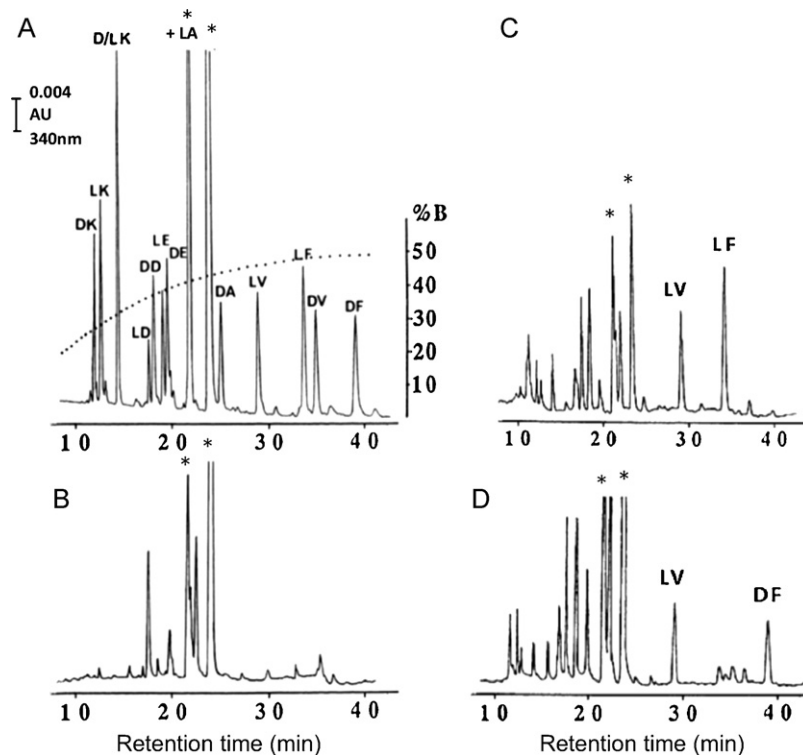 A
D/LK
*
+ LA
*
0.004
AU
340nm
LK
DK
LE
DD
DE
LD
DA
LV
LF
DV
DF
%B
50
40
30
20
10
10
20
30
40
C
*
*
LV
LF
10
20
30
40
B
*
*
10
20
30
40
Retention time (min)
D
*
*
LV
DF
10
20
30
40
Retention time (min)